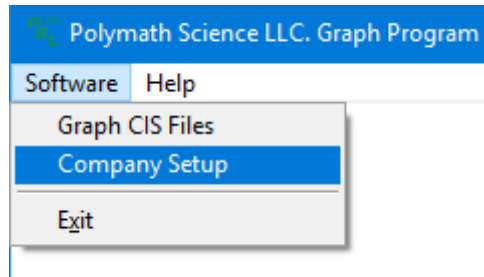 Polymath Science LLC. Graph Program
Software Help
Graph CIS Files
Company Setup
Exit